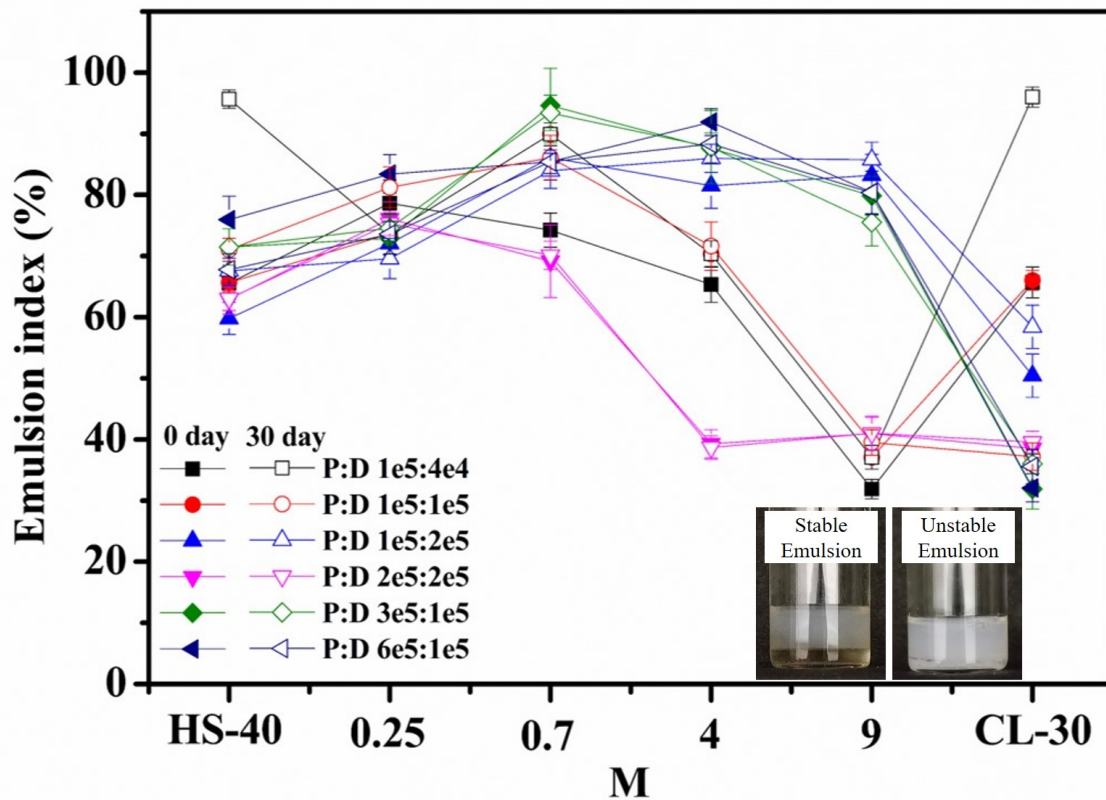 Emulsion index (%)
100
80
60
40
20
0
0 day 30 day
P:D 1e5:4e4
P:D 1e5:1e5
P:D 1e5:2e5
P:D 2e5:2e5
P:D 3e5:1e5
P:D 6e5:1e5
Stable
Emulsion
Unstable
Emulsion
HS-40 0.25 0.7 4 9 CL-30
M